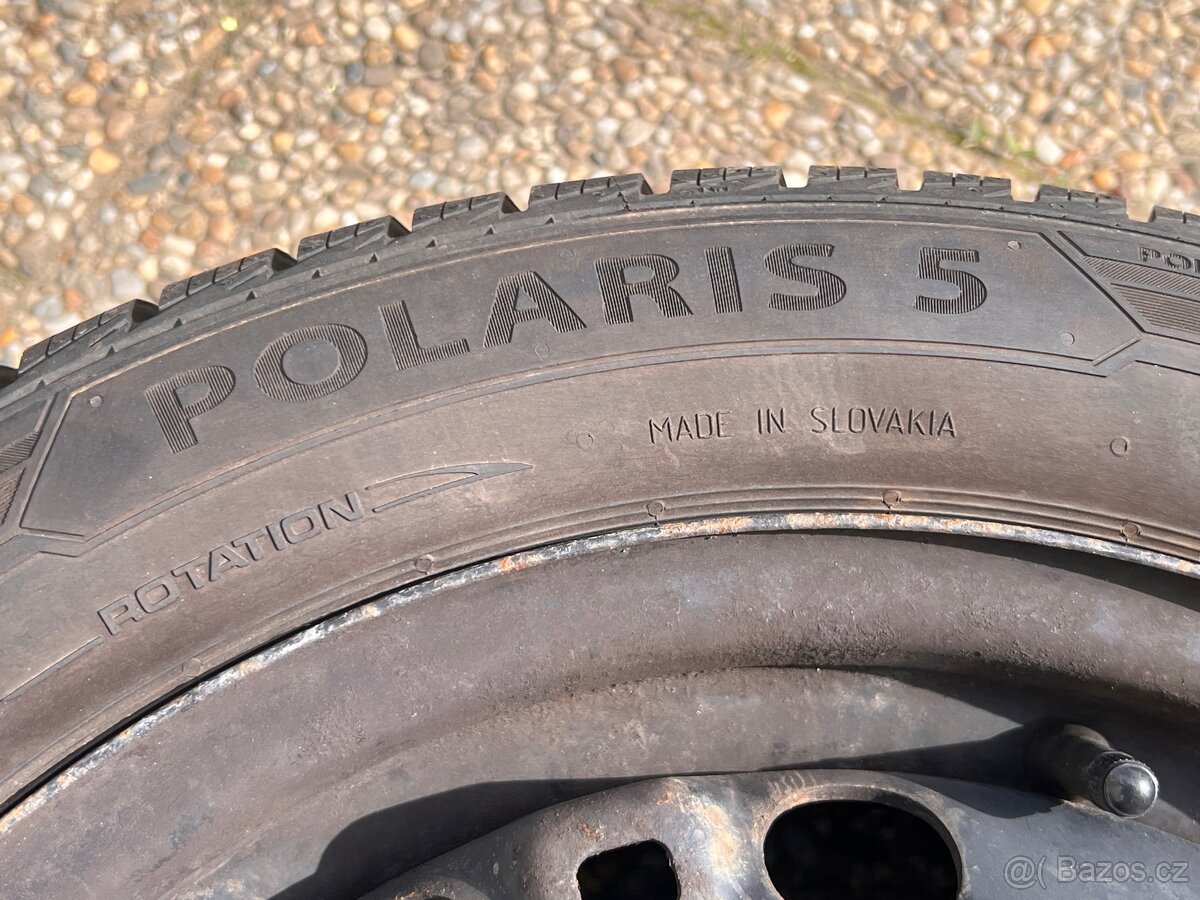 POLARIS 5
MADE IN SLOVAKIA
ROTATION
@( Bazos.cz